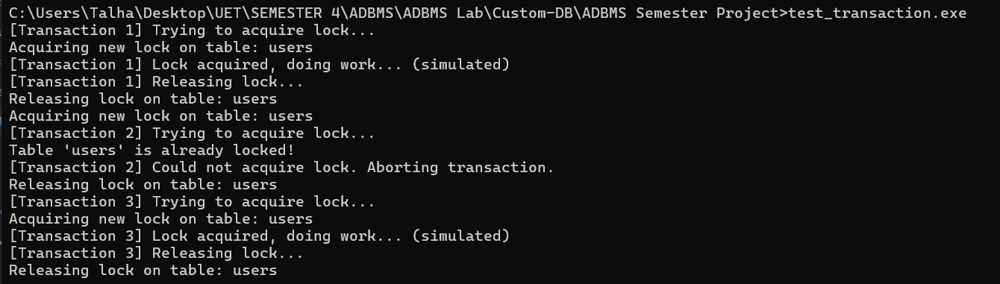 C:\Users\Talha\Desktop\UET\SEMESTER 4\ADBMS\ADBMS Lab\Custom-DB\ADBMS Semester Project>test_transaction.exe
[Transaction 1] Trying to acquire lock...
Acquiring new lock on table: users
[Transaction 1] Lock acquired, doing work... (simulated)
[Transaction 1] Releasing lock...
Releasing lock on table: users
Acquiring new lock on table: users
[Transaction 2] Trying to acquire lock...
Table 'users' is already locked!
[Transaction 2] Could not acquire lock. Aborting transaction.
Releasing lock on table: users
[Transaction 3] Trying to acquire lock...
Acquiring new lock on table: users
[Transaction 3] Lock acquired, doing work... (simulated)
[Transaction 3] Releasing lock...
Releasing lock on table: users